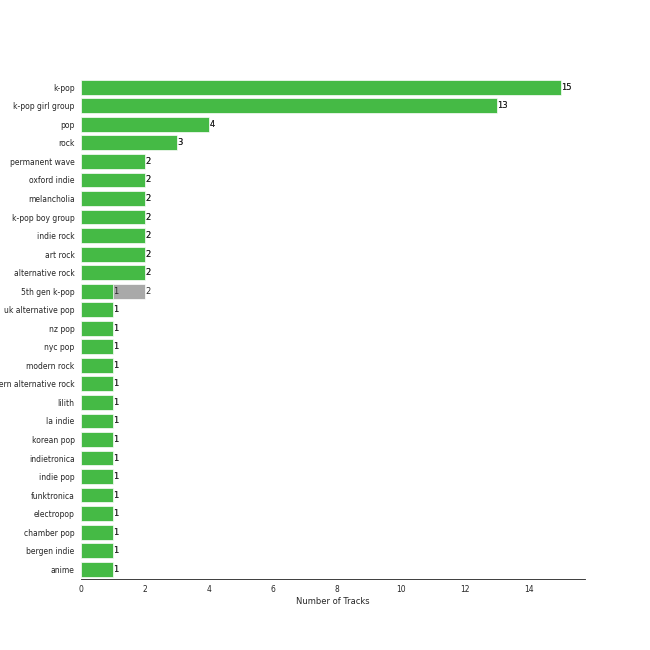 k-pop 15
k-pop girl group 13
pop 4
rock 3
permanent wave 2
oxford indie 2
melancholia 2
k-pop boy group 2
indie rock 2
art rock 2
alternative rock 2
5th gen k-pop 1 2
uk alternative pop 1
nz pop 1
nyc pop 1
modern rock 1
ern alternative rock 1
lilith 1
la indie 1
korean pop 1
indietronica 1
indie pop 1
funktronica 1
electropop 1
chamber pop 1
bergen indie 1
anime 1
0 2 4 6 8 10 12 14
Number of Tracks